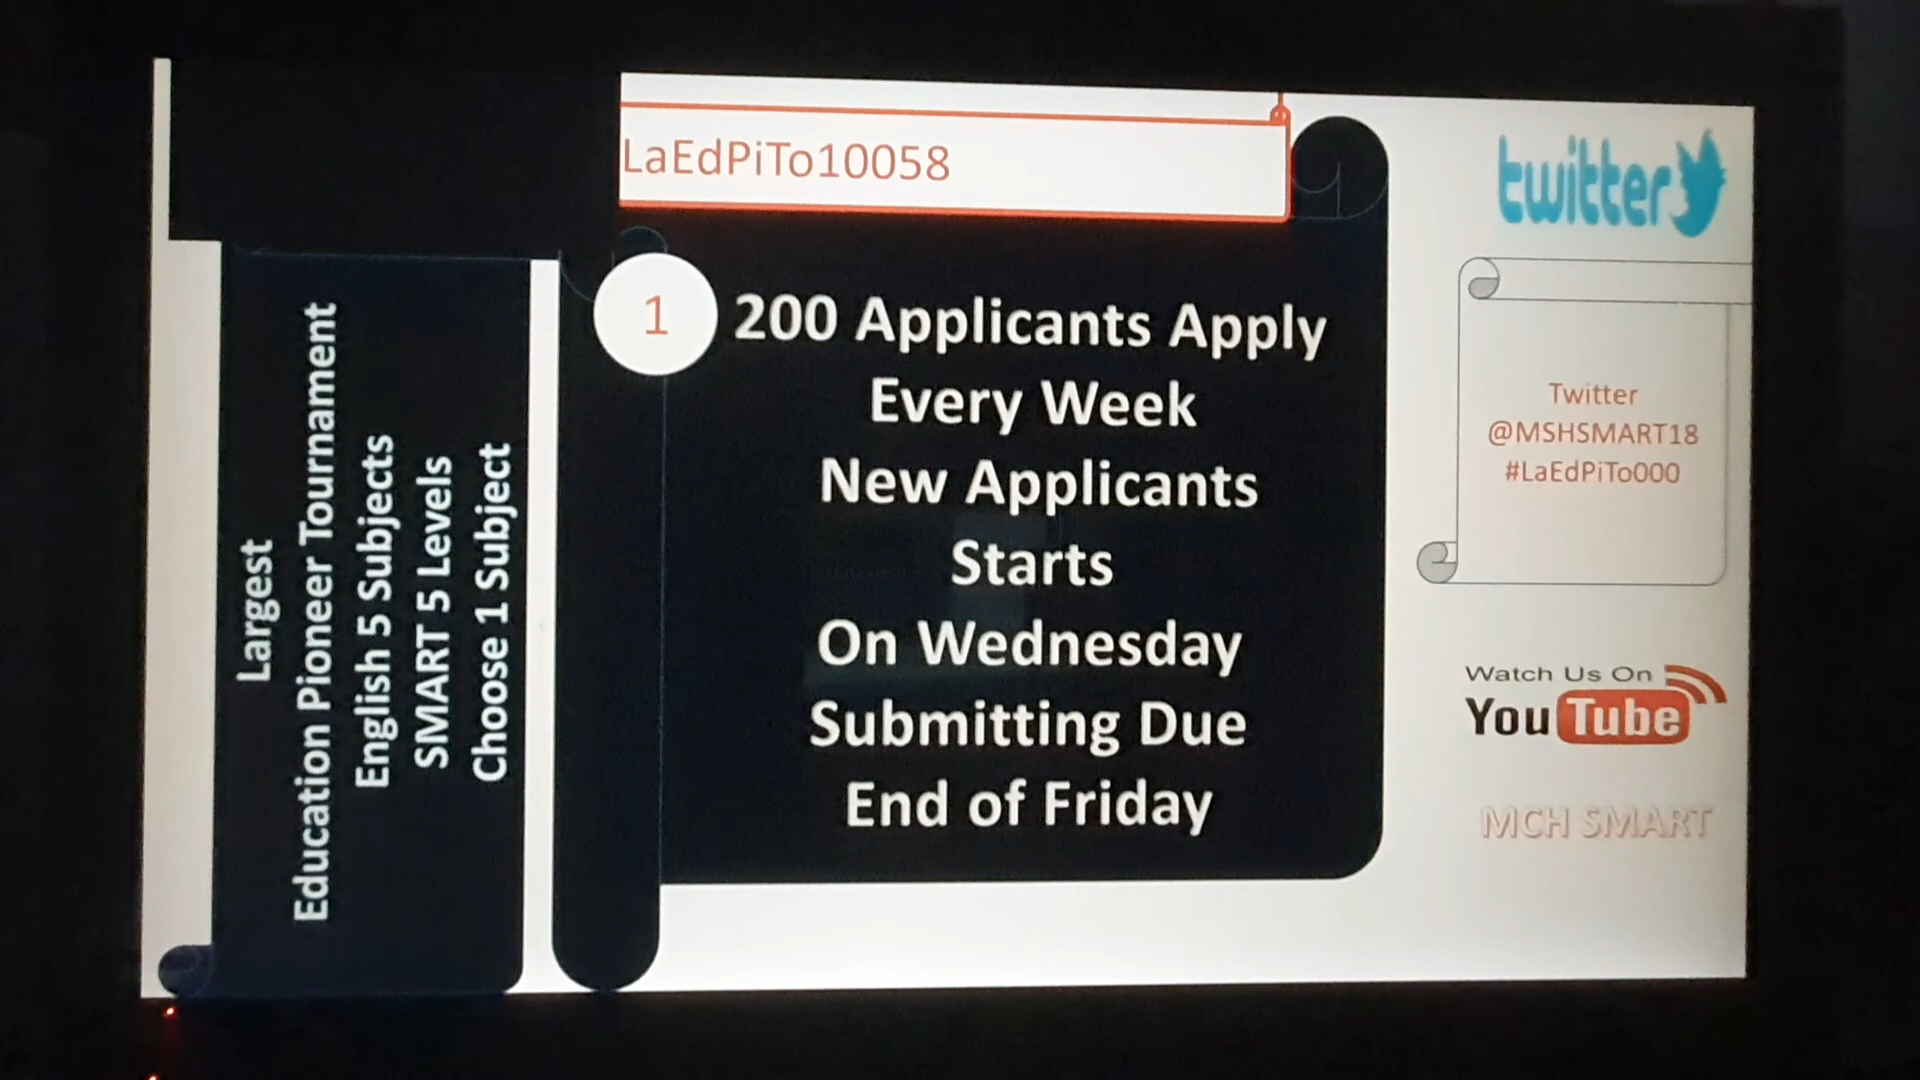 LaEdPiTo10058
Largest
Education Pioneer Tournament
English 5 Subjects
SMART 5 Levels
Choose 1 Subject
1
200 Applicants Apply
Every Week
New Applicants
Starts
On Wednesday
Submitting Due
End of Friday
twitter
Twitter
@MSHSMART18
#LaEdPiTo000
Watch Us On
YouTube
MCH SMART